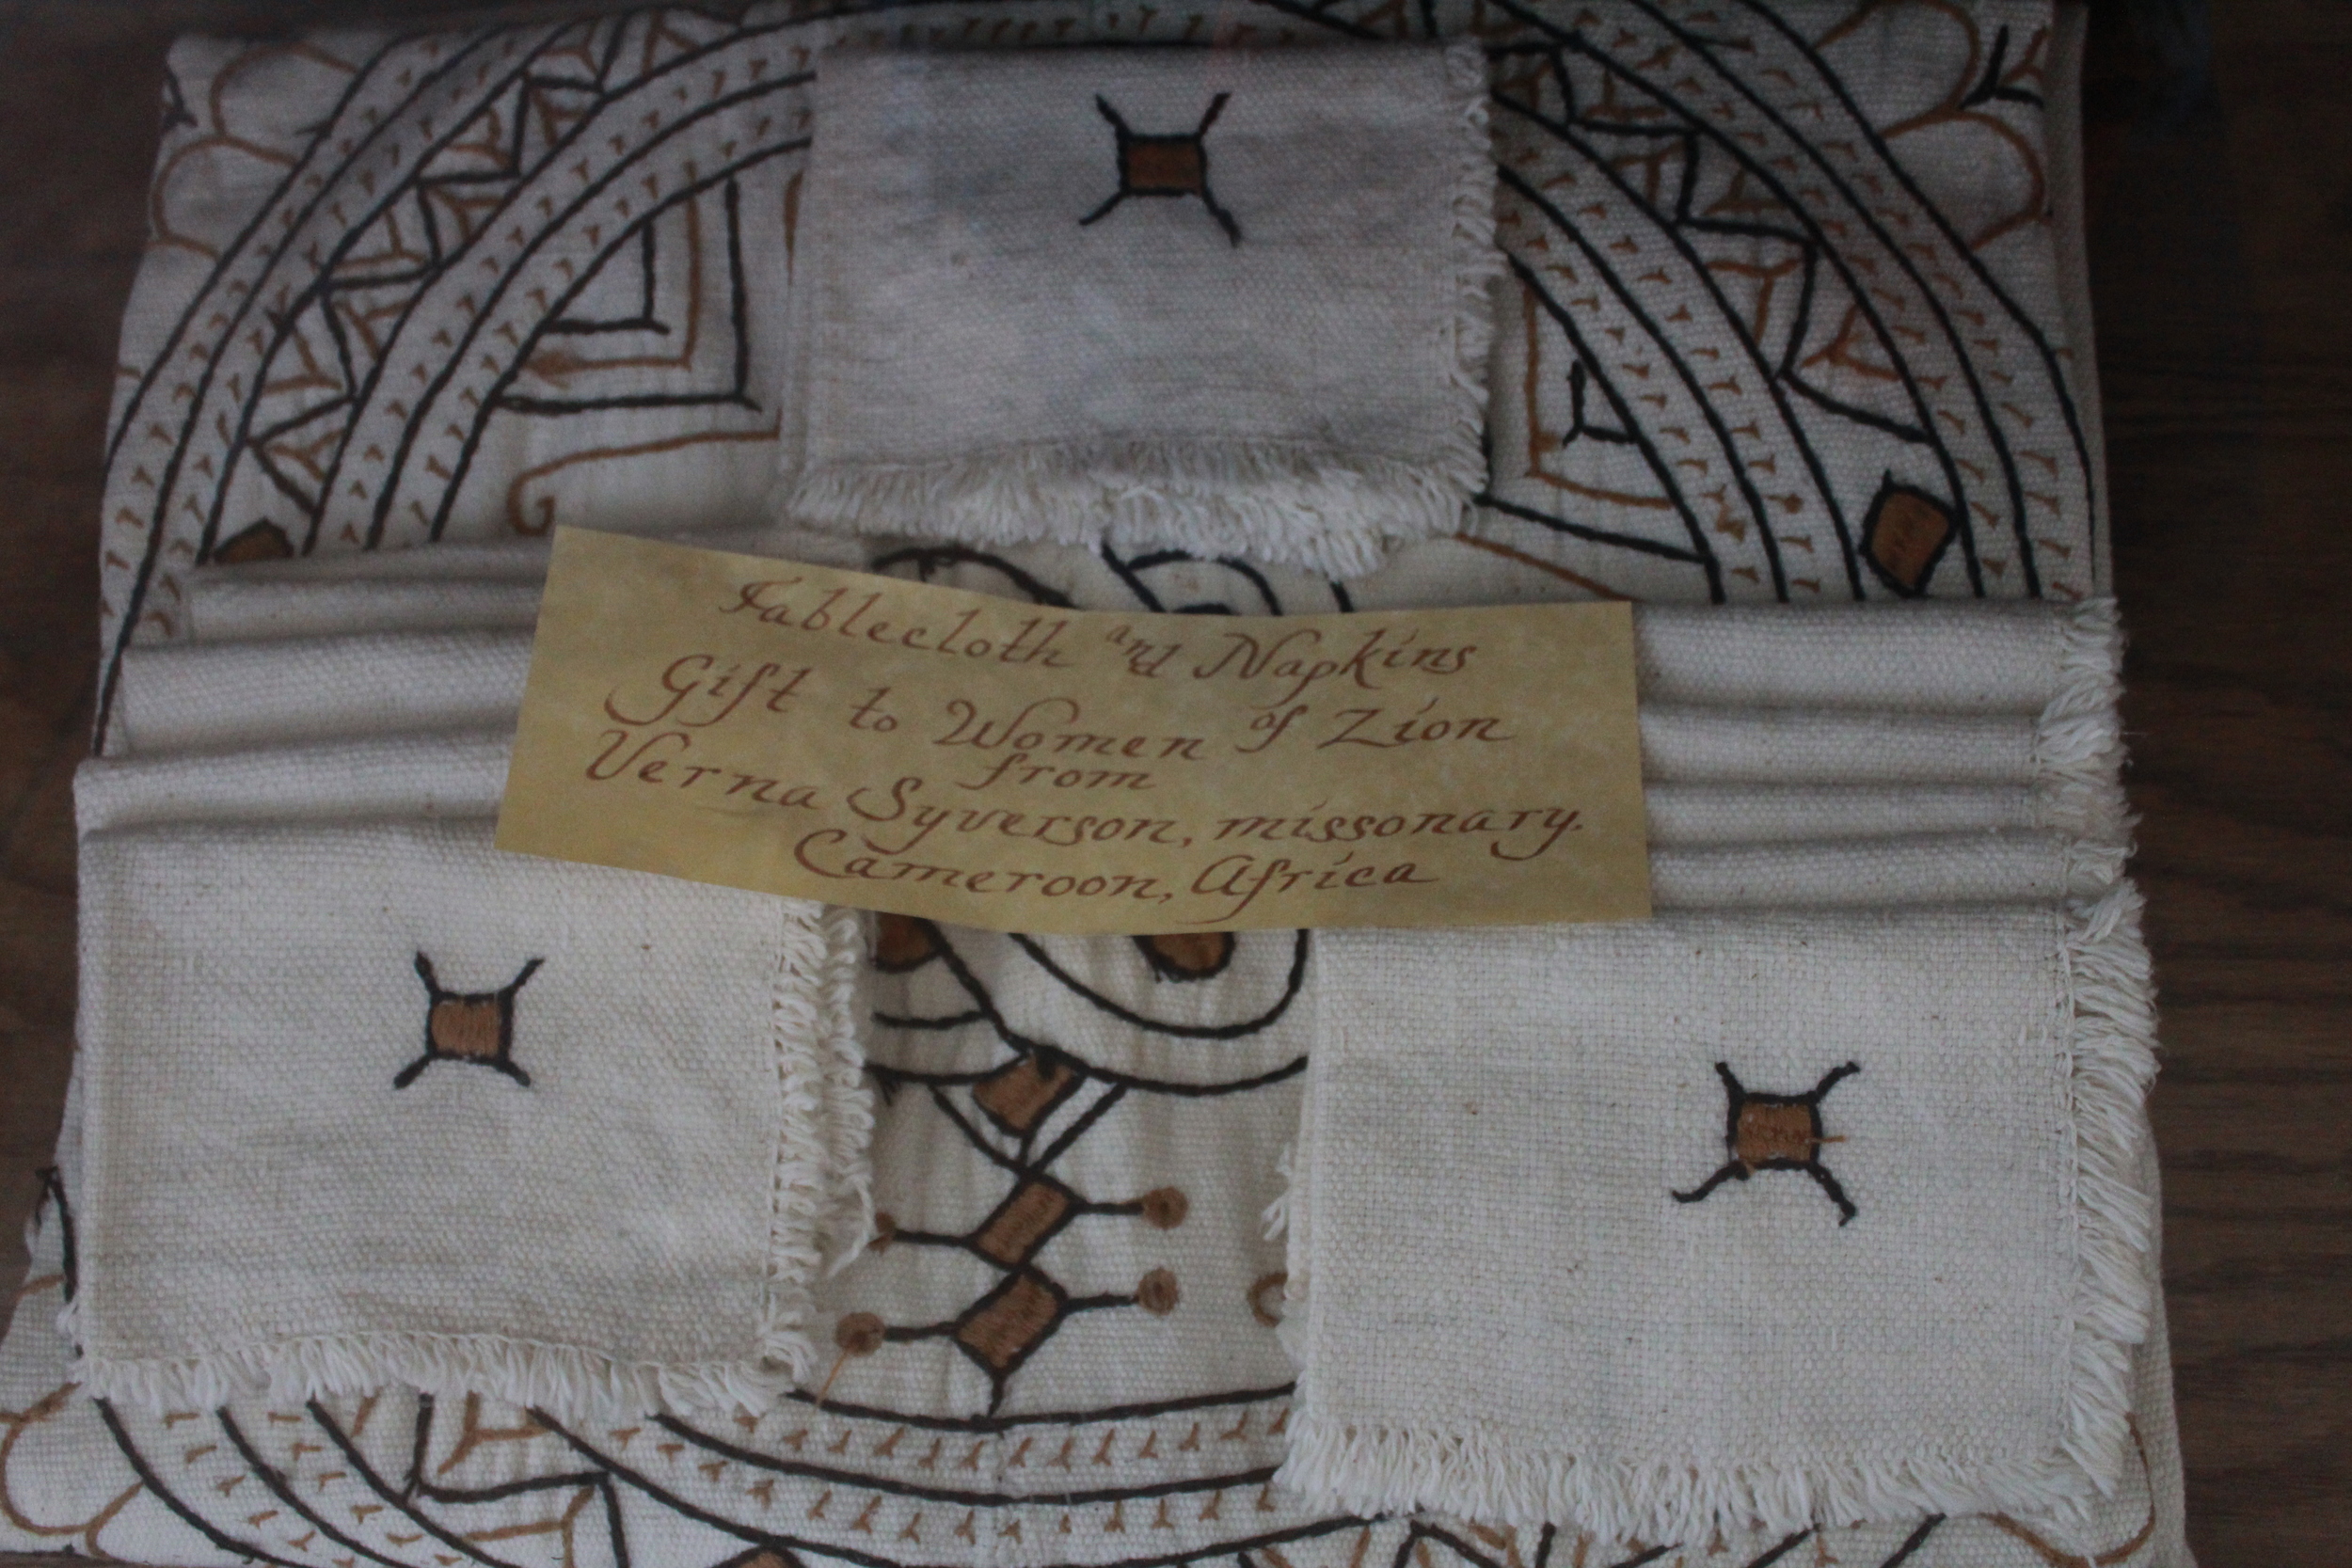 Tablecloth and Napkins
Gift to Women of Zion
from
Verna Syverson, missonary.
Cameroon, Africa